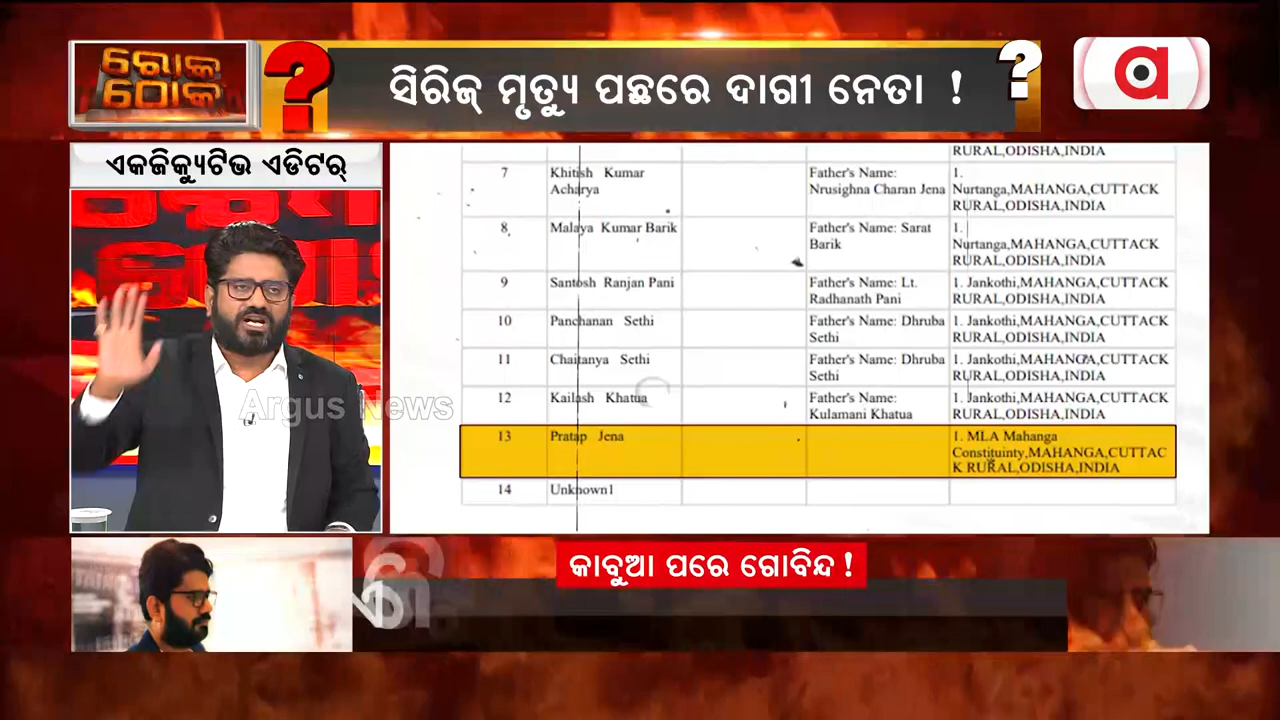 ରୋକ
ଠୋକ
?
ସିରିଜ୍ ମୃତ୍ୟୁ ପଛରେ ଦାଗୀ ନେତା !
?
a
ଏକଜିକ୍ୟୁଟିଭ ଏଡିଟର୍
RURAL,ODISHA,INDIA
7 Khitish Kumar Acharya Father's Name: Nrusighna Charan Jena 1. Nurtanga,MAHANGA,CUTTACK RURAL,ODISHA,INDIA
8 Malaya Kumar Barik Father's Name: Sarat Barik 1. Nurtanga,MAHANGA,CUTTACK RURAL,ODISHA,INDIA
9 Santosh Ranjan Pani Father's Name: Lt. Radhanath Pani 1. Jankothi,MAHANGA,CUTTACK RURAL,ODISHA,INDIA
10 Panchanan Sethi Father's Name: Dhruba Sethi 1. Jankothi,MAHANGA,CUTTACK RURAL,ODISHA,INDIA
11 Chaitanya Sethi Father's Name: Dhruba Sethi 1. Jankothi,MAHANGA,CUTTACK RURAL,ODISHA,INDIA
12 Kailash Khatua Father's Name: Kulamani Khatua 1. Jankothi,MAHANGA,CUTTACK RURAL,ODISHA,INDIA
13 Pratap Jena 1. MLA Mahanga Constituinty,MAHANGA,CUTTACK RURAL,ODISHA,INDIA
14 Unknown1
Argus News
କାବୁଆ ପରେ ଗୋବିନ୍ଦ !